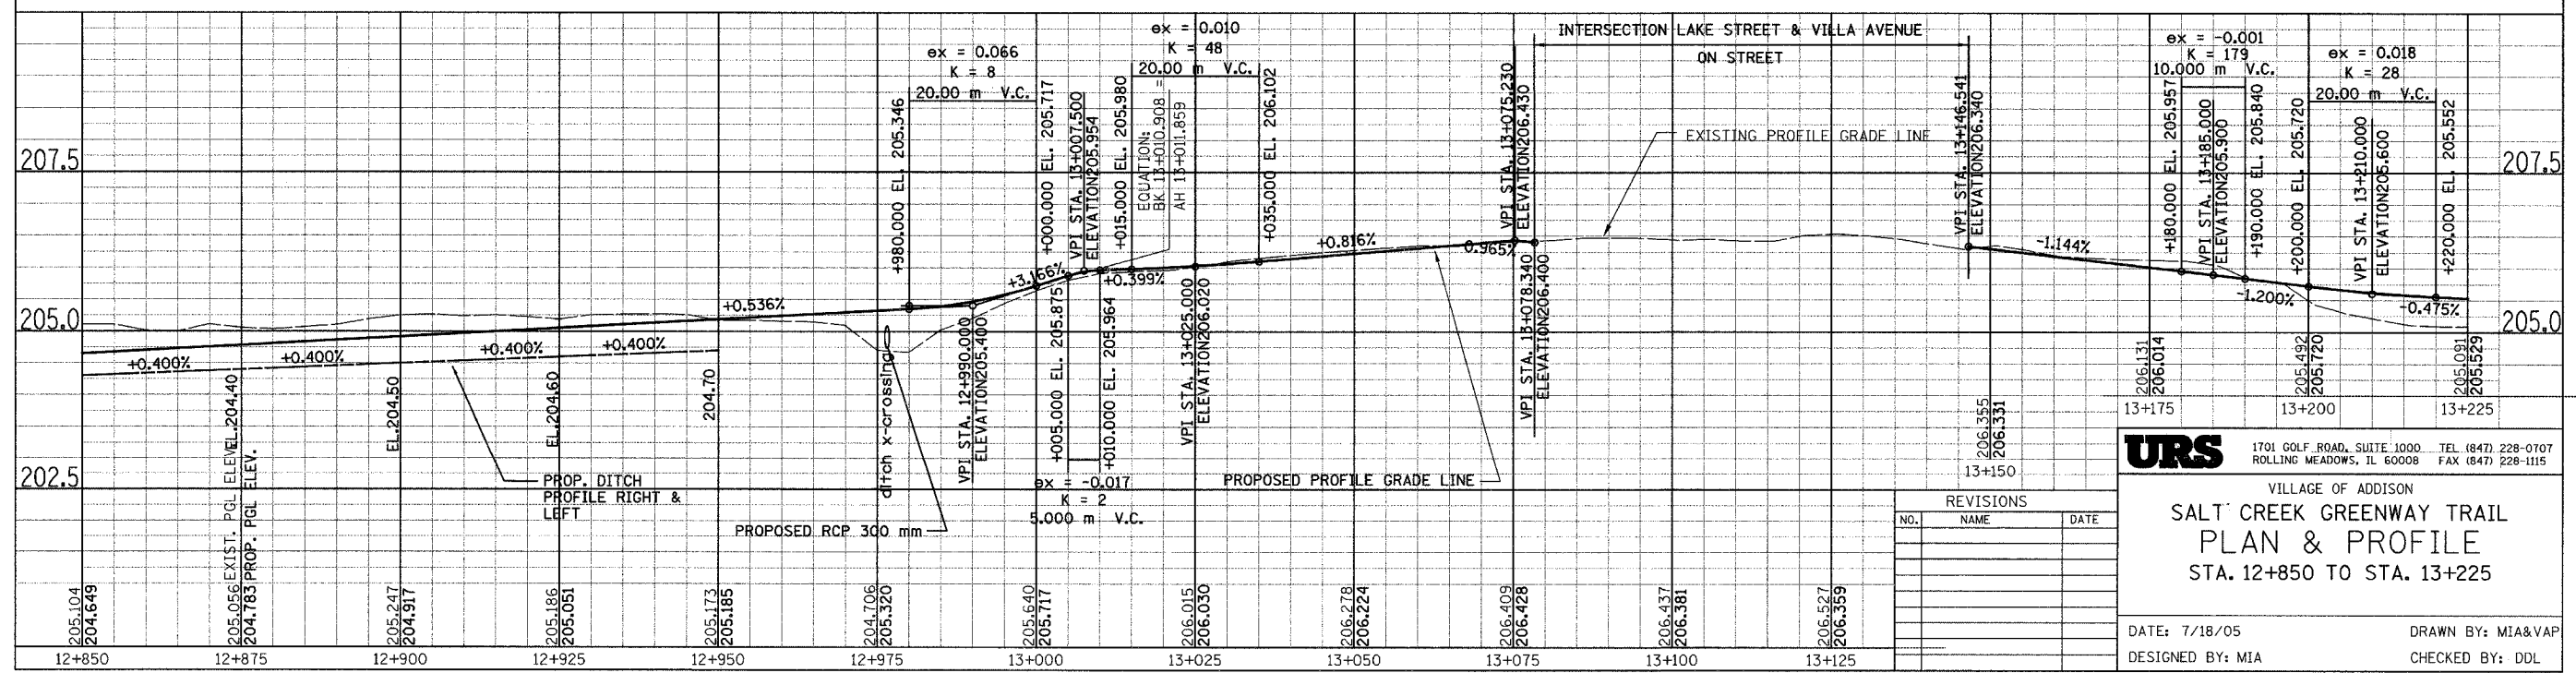 INTERSECTION LAKE STREET & VILLA AVENUE
ON STREET
ex = 0.066
K = 8
20.00 m V.C.
ex = 0.010
K = 48
20.00 m V.C.
ex = -0.001
K = 179
10.000 m V.C.
ex = 0.018
K = 28
20.00 m V.C.
+980.000 EL. 205.346
+000.000 EL. 205.717
VPI STA. 13+007.500
ELEVATION205.954
+015.000 EL. 205.980
EQUATION:
BK 13+010.908 =
AH 13+011.859
+035.000 EL. 206.102
VPI STA. 13+075.230
ELEVATION206.430
EXISTING PROFILE GRADE LINE
VPI STA. 13+146.541
ELEVATION206.340
+180.000 EL. 205.957
VPI STA. 13+185.000
ELEVATION205.900
+190.000 EL. 205.840
+200.000 EL. 205.720
VPI STA. 13+210.000
ELEVATION205.600
+220.000 EL. 205.552
207.5
207.5
205.0
205.0
202.5
+0.400%
+0.400%
+0.400%
+0.400%
+0.536%
+3.166%
+0.399%
+0.816%
0.965%
-1.144%
-1.200%
-0.475%
EL.204.40
EL.204.50
EL.204.60
204.70
ditch x-crossing
VPI STA. 12+990.000
ELEVATION205.400
+005.000 EL. 205.875
+010.000 EL. 205.964
VPI STA. 13+025.000
ELEVATION206.020
VPI STA. 13+078.340
ELEVATION206.400
PROP. DITCH
PROFILE RIGHT &
LEFT
PROPOSED RCP 300 mm
ex = -0.017
K = 2
5.000 m V.C.
PROPOSED PROFILE GRADE LINE
205.104
204.649
205.056 EXIST. PGL ELEV.
204.783 PROP. PGL ELEV.
205.247
204.917
205.186
205.051
205.173
205.185
204.706
205.320
205.640
205.717
206.015
206.030
206.278
206.224
206.409
206.428
206.437
206.381
206.527
206.359
206.355
206.331
206.131
206.014
205.492
205.720
205.091
205.529
12+850
12+875
12+900
12+925
12+950
12+975
13+000
13+025
13+050
13+075
13+100
13+125
13+150
13+175
13+200
13+225
REVISIONS
NO. NAME DATE
URS
1701 GOLF ROAD, SUITE 1000 TEL (847) 228-0707
ROLLING MEADOWS, IL 60008 FAX (847) 228-1115
VILLAGE OF ADDISON
SALT CREEK GREENWAY TRAIL
PLAN & PROFILE
STA. 12+850 TO STA. 13+225
DATE: 7/18/05
DRAWN BY: MIA&VAP
DESIGNED BY: MIA
CHECKED BY: DDL